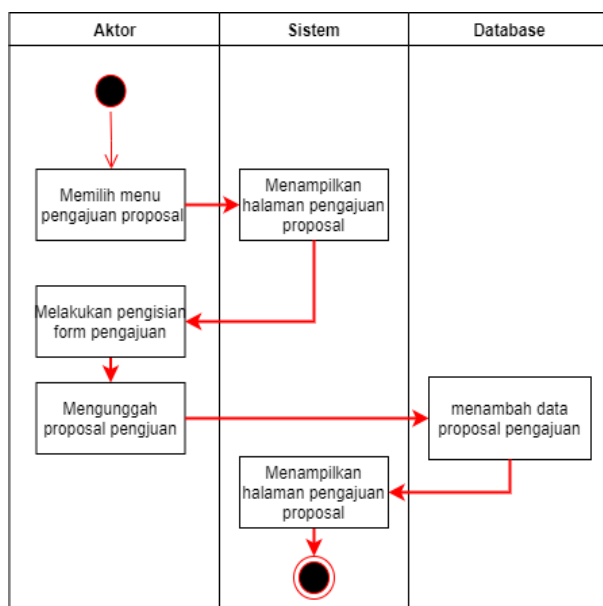 Aktor
Sistem
Database
Memilih menu
pengajuan proposal
Menampilkan
halaman pengajuan
proposal
Melakukan pengisian
form pengajuan
Mengunggah
proposal pengjuan
menambah data
proposal pengajuan
Menampilkan
halaman pengajuan
proposal